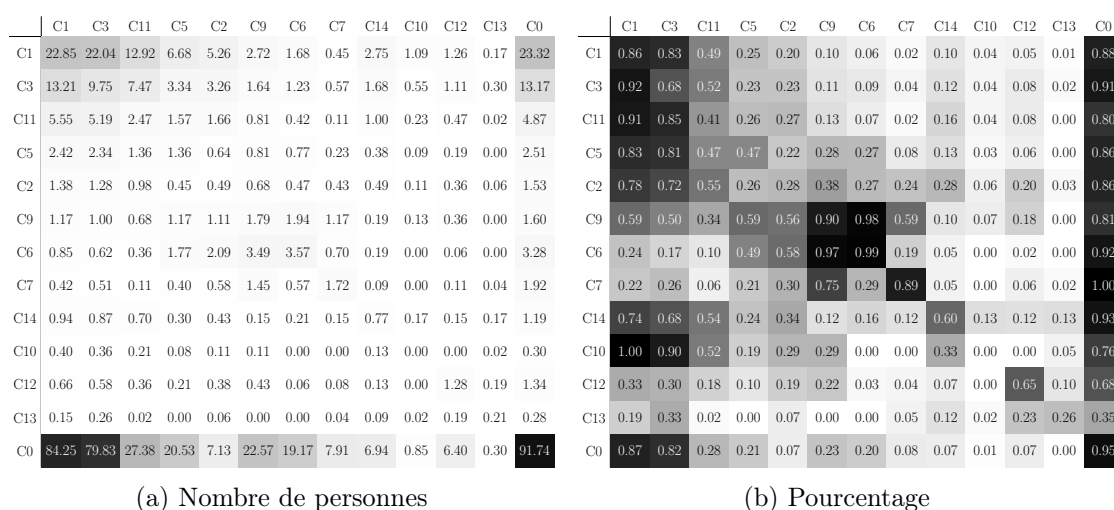 C1 C3 C11 C5 C2 C9 C6 C7 C14 C10 C12 C13 C0 C1 C3 C11 C5 C2 C9 C6 C7 C14 C10 C12 C13 C0
C1 22.85 22.04 12.92 6.68 5.26 2.72 1.68 0.45 2.75 1.09 1.26 0.17 23.32 C1 0.86 0.83 0.49 0.25 0.20 0.10 0.06 0.02 0.10 0.04 0.05 0.01 0.88
C3 13.21 9.75 7.47 3.34 3.26 1.64 1.23 0.57 1.68 0.55 1.11 0.30 13.17 C3 0.92 0.68 0.52 0.23 0.23 0.11 0.09 0.04 0.12 0.04 0.08 0.02 0.91
C11 5.55 5.19 2.47 1.57 1.66 0.81 0.42 0.11 1.00 0.23 0.47 0.02 4.87 C11 0.91 0.85 0.41 0.26 0.27 0.13 0.07 0.02 0.16 0.04 0.08 0.00 0.80
C5 2.42 2.34 1.36 1.36 0.64 0.81 0.77 0.23 0.38 0.09 0.19 0.00 2.51 C5 0.83 0.81 0.47 0.47 0.22 0.28 0.27 0.08 0.13 0.03 0.06 0.00 0.86
C2 1.38 1.28 0.98 0.45 0.49 0.68 0.47 0.43 0.49 0.11 0.36 0.06 1.53 C2 0.78 0.72 0.55 0.26 0.28 0.38 0.27 0.24 0.28 0.06 0.20 0.03 0.86
C9 1.17 1.00 0.68 1.17 1.11 1.79 1.94 1.17 0.19 0.13 0.36 0.00 1.60 C9 0.59 0.50 0.34 0.59 0.56 0.90 0.98 0.59 0.10 0.07 0.18 0.00 0.81
C6 0.85 0.62 0.36 1.77 2.09 3.49 3.57 0.70 0.19 0.00 0.06 0.00 3.28 C6 0.24 0.17 0.10 0.49 0.58 0.97 0.99 0.19 0.05 0.00 0.02 0.00 0.92
C7 0.42 0.51 0.11 0.40 0.58 1.45 0.57 1.72 0.09 0.00 0.11 0.04 1.92 C7 0.22 0.26 0.06 0.21 0.30 0.75 0.29 0.89 0.05 0.00 0.06 0.02 1.00
C14 0.94 0.87 0.70 0.30 0.43 0.15 0.21 0.15 0.77 0.17 0.15 0.17 1.19 C14 0.74 0.68 0.54 0.24 0.34 0.12 0.16 0.12 0.60 0.13 0.12 0.13 0.93
C10 0.40 0.36 0.21 0.08 0.11 0.11 0.00 0.00 0.13 0.00 0.00 0.02 0.30 C10 1.00 0.90 0.52 0.19 0.29 0.29 0.00 0.00 0.33 0.00 0.00 0.05 0.76
C12 0.66 0.58 0.36 0.21 0.38 0.43 0.06 0.08 0.13 0.00 1.28 0.19 1.34 C12 0.33 0.30 0.18 0.10 0.19 0.22 0.03 0.04 0.07 0.00 0.65 0.10 0.68
C13 0.15 0.26 0.02 0.00 0.06 0.00 0.00 0.04 0.09 0.02 0.19 0.21 0.28 C13 0.19 0.33 0.02 0.00 0.07 0.00 0.00 0.05 0.12 0.02 0.23 0.26 0.35
C0 84.25 79.83 27.38 20.53 7.13 22.57 19.17 7.91 6.94 0.85 6.40 0.30 91.74 C0 0.87 0.82 0.28 0.21 0.07 0.23 0.20 0.08 0.07 0.01 0.07 0.00 0.95
(a) Nombre de personnes (b) Pourcentage